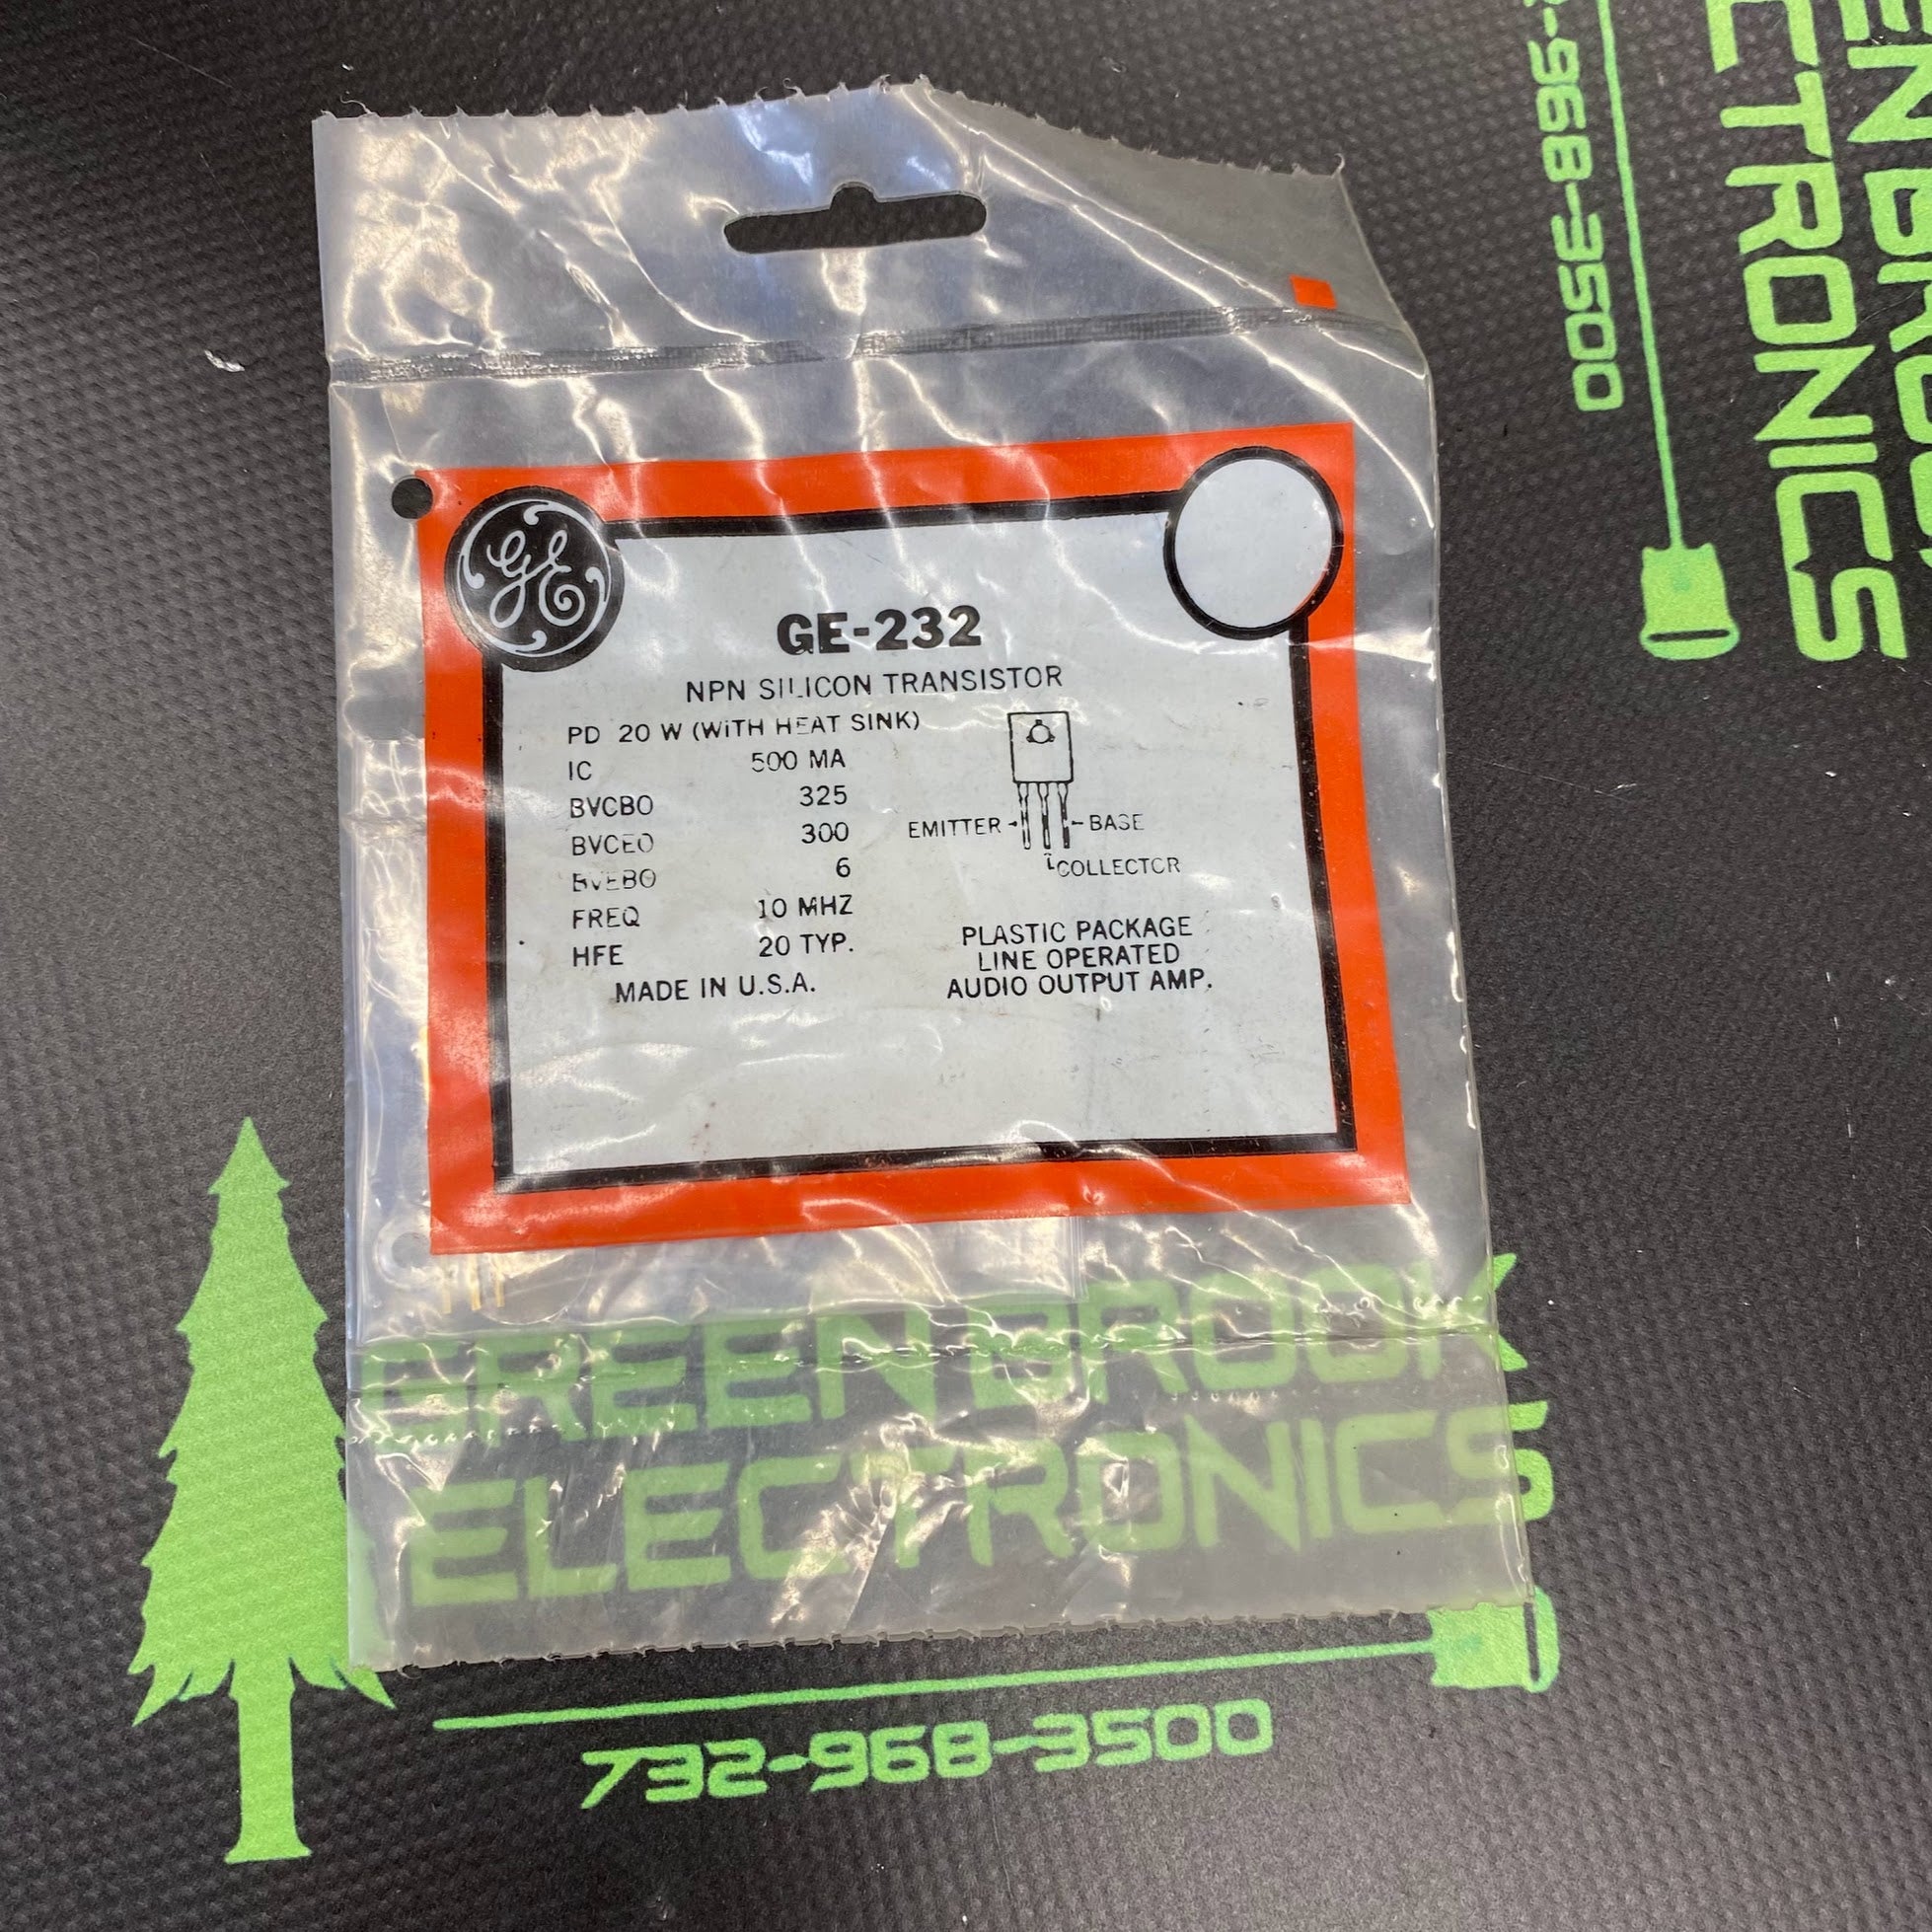 GE
GE-232
NPN SILICON TRANSISTOR
PD 20 W (WITH HEAT SINK)
IC 500 MA
BVCBO 325
BVCEO 300
BVEBO 6
FREQ 10 MHZ
HFE 20 TYP.
MADE IN U.S.A.
EMITTER
BASE
COLLECTOR
PLASTIC PACKAGE
LINE OPERATED
AUDIO OUTPUT AMP.
GREEN BROOK
ELECTRONICS
732-968-3500
CTRONICS
-968-3500